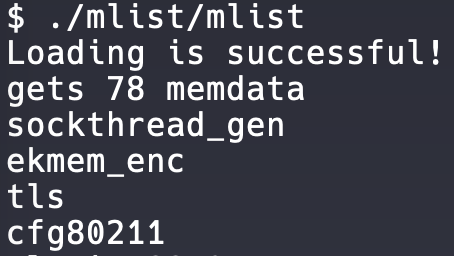 $ ./mlist/mlist
Loading is successful!
gets 78 memdata
sockthread_gen
ekmem_enc
tls
cfg80211